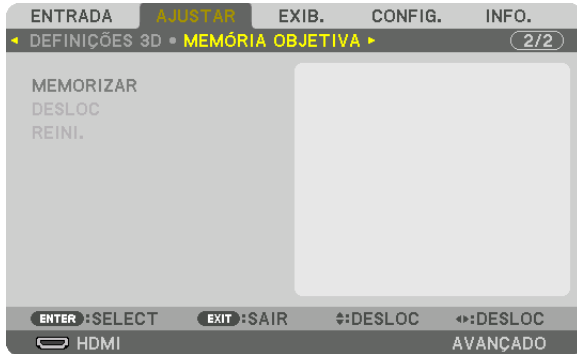 ENTRADA AJUSTAR EXIB. CONFIG. INFO.
DEFINIÇÕES 3D • MEMÓRIA OBJETIVA 2/2
MEMORIZAR
DESLOC
REINI.
ENTER :SELECT EXIT :SAIR :DESLOC :DESLOC
HDMI AVANÇADO